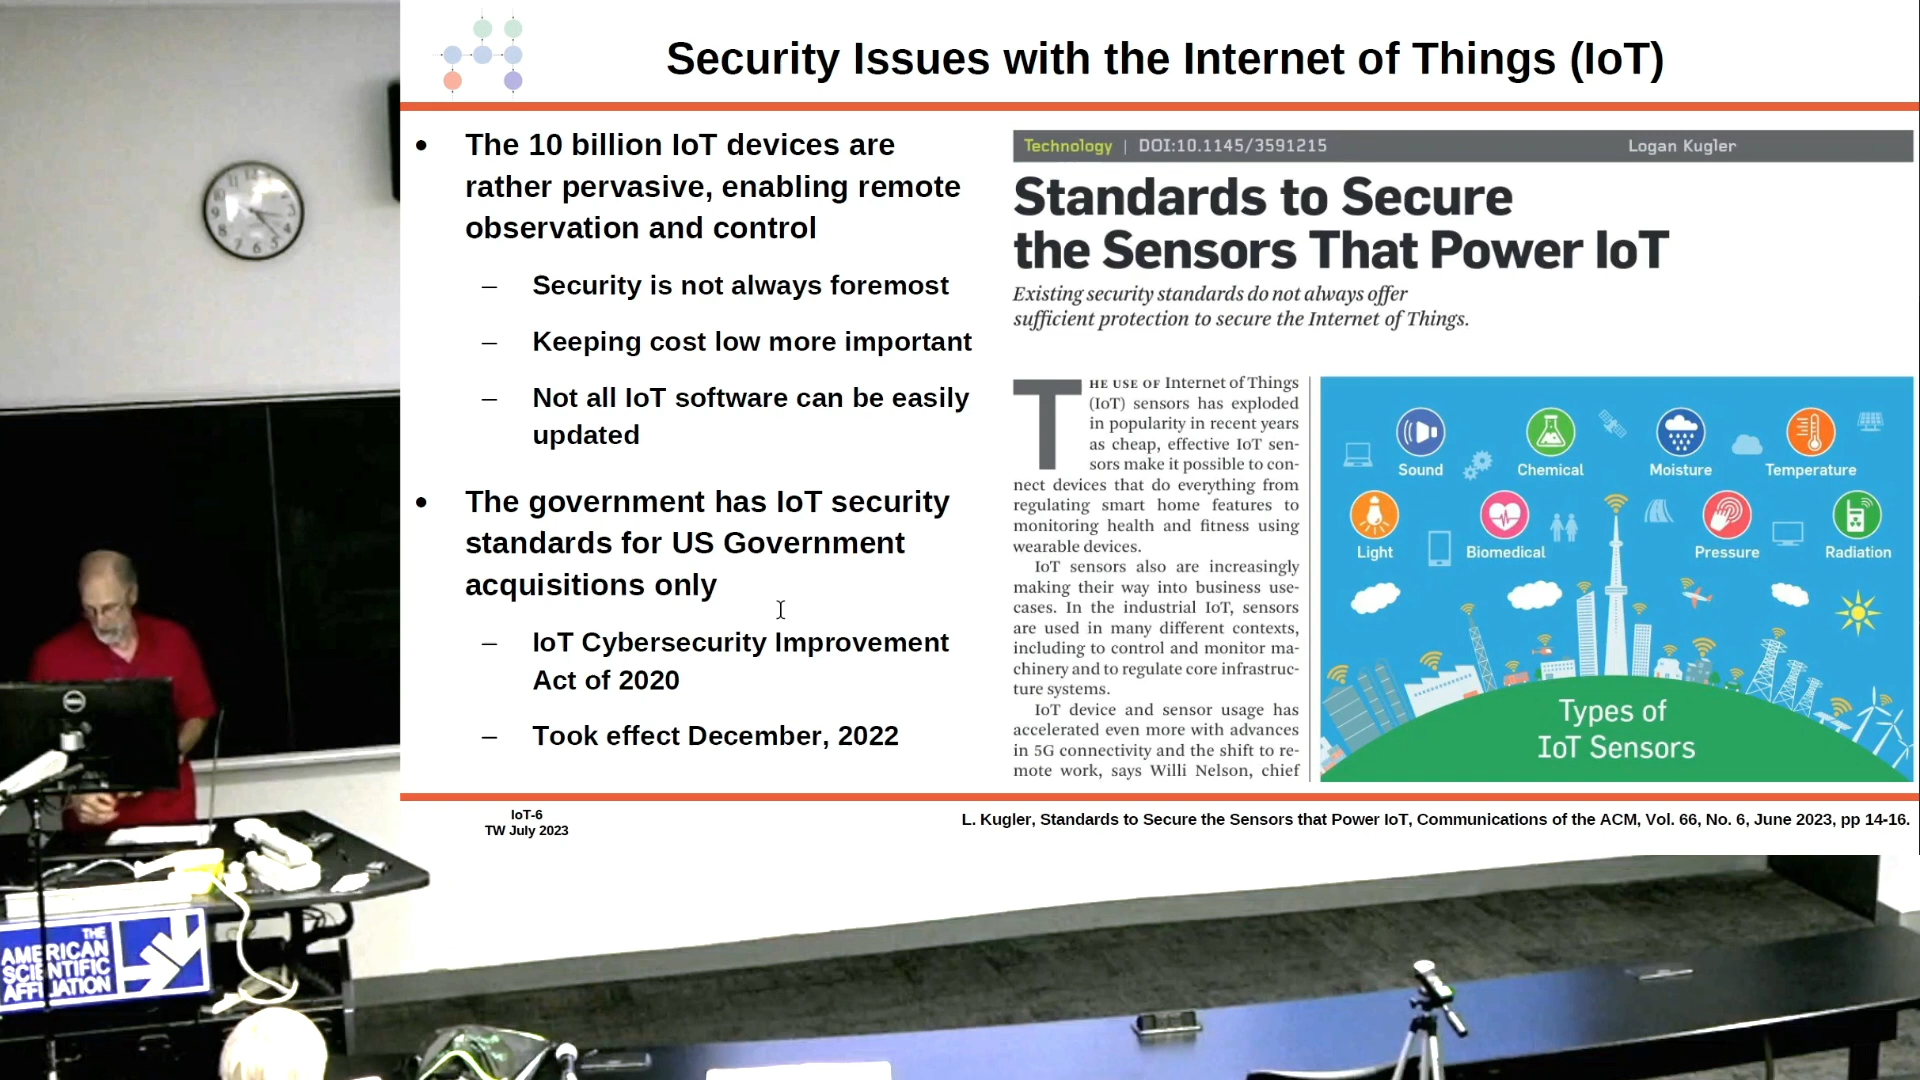 Security Issues with the Internet of Things (IoT)
• The 10 billion IoT devices are
rather pervasive, enabling remote
observation and control
– Security is not always foremost
– Keeping cost low more important
– Not all IoT software can be easily
updated
• The government has IoT security
standards for US Government
acquisitions only
– IoT Cybersecurity Improvement
Act of 2020
– Took effect December, 2022
Technology | DOI:10.1145/3591215 Logan Kugler
Standards to Secure
the Sensors That Power IoT
Existing security standards do not always offer
sufficient protection to secure the Internet of Things.
THE USE OF Internet of Things
(IoT) sensors has exploded
in popularity in recent years
as cheap, effective IoT sen-
sors make it possible to con-
nect devices that do everything from
regulating smart home features to
monitoring health and fitness using
wearable devices.
IoT sensors also are increasingly
making their way into business use-
cases. In the industrial IoT, sensors
are used in many different contexts,
including to control and monitor ma-
chinery and to regulate core infrastruc-
ture systems.
IoT device and sensor usage has
accelerated even more with advances
in 5G connectivity and the shift to re-
mote work, says Willi Nelson, chief
Sound Chemical Moisture Temperature
Light Biomedical Pressure Radiation
Types of
IoT Sensors
IoT-6
TW July 2023
L. Kugler, Standards to Secure the Sensors that Power IoT, Communications of the ACM, Vol. 66, No. 6, June 2023, pp 14-16.
THE
AMERICAN
SCIENTIFIC
AFFILIATION